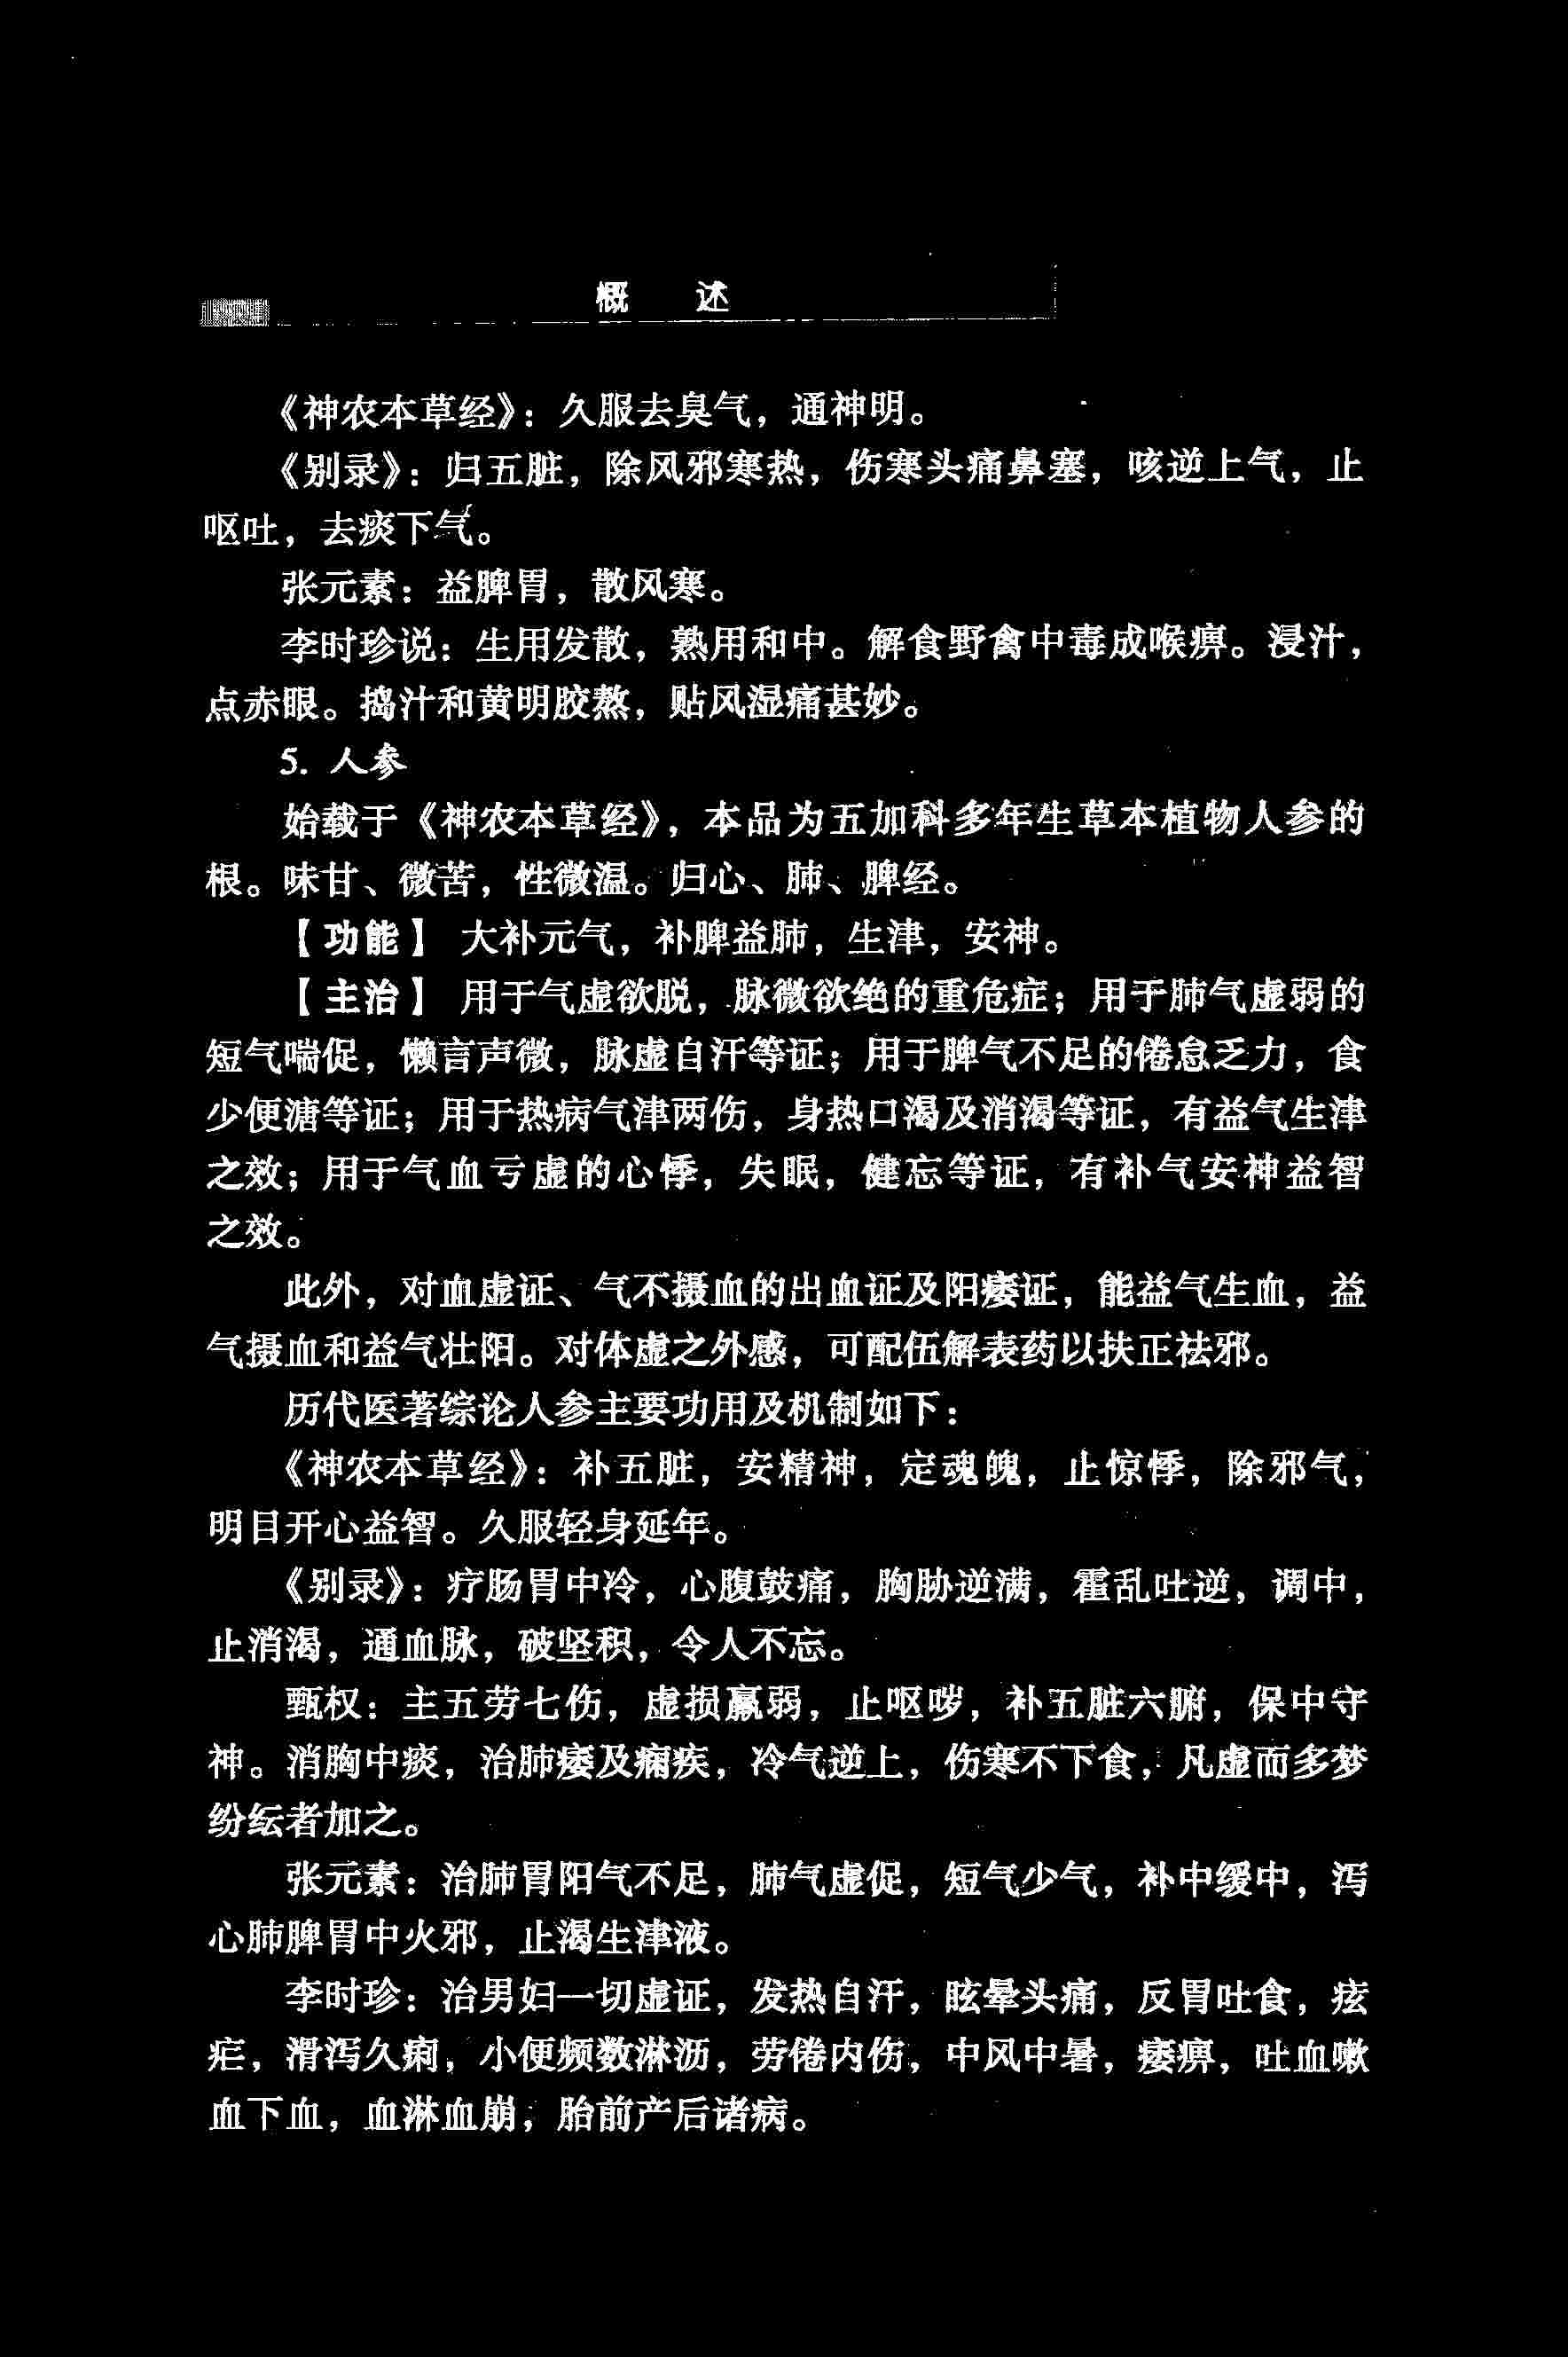 概 述
《神农本草经》：久服去臭气，通神明。
《别录》：归五脏，除风邪寒热，伤寒头痛鼻塞，咳逆上气，止
呕吐，去痰下气。
张元素：益脾胃，散风寒。
李时珍说：生用发散，熟用和中。解食野禽中毒成喉痹。浸汁，
点赤眼。捣汁和黄明胶熬，贴风湿痛甚妙。
5. 人参
始载于《神农本草经》，本品为五加科多年生草本植物人参的
根。味甘、微苦，性微温。归心、肺、脾经。
【功能】 大补元气，补脾益肺，生津，安神。
【主治】 用于气虚欲脱，脉微欲绝的重危症；用于肺气虚弱的
短气喘促，懒言声微，脉虚自汗等证；用于脾气不足的倦怠乏力，食
少便溏等证；用于热病气津两伤，身热口渴及消渴等证，有益气生津
之效；用于气血亏虚的心悸，失眠，健忘等证，有补气安神益智
之效。
此外，对血虚证、气不摄血的出血证及阳痿证，能益气生血，益
气摄血和益气壮阳。对体虚之外感，可配伍解表药以扶正祛邪。
历代医著综论人参主要功用及机制如下：
《神农本草经》：补五脏，安精神，定魂魄，止惊悸，除邪气，
明目开心益智。久服轻身延年。
《别录》：疗肠胃中冷，心腹鼓痛，胸胁逆满，霍乱吐逆，调中，
止消渴，通血脉，破坚积，令人不忘。
甄权：主五劳七伤，虚损羸弱，止呕哕，补五脏六腑，保中守
神。消胸中痰，治肺痿及痫疾，冷气逆上，伤寒不下食，凡虚而多梦
纷纭者加之。
张元素：治肺胃阳气不足，肺气虚促，短气少气，补中缓中，泻
心肺脾胃中火邪，止渴生津液。
李时珍：治男妇一切虚证，发热自汗，眩晕头痛，反胃吐食，痎
疟，滑泻久痢，小便频数淋沥，劳倦内伤，中风中暑，痿痹，吐血嗽
血下血，血淋血崩，胎前产后诸病。